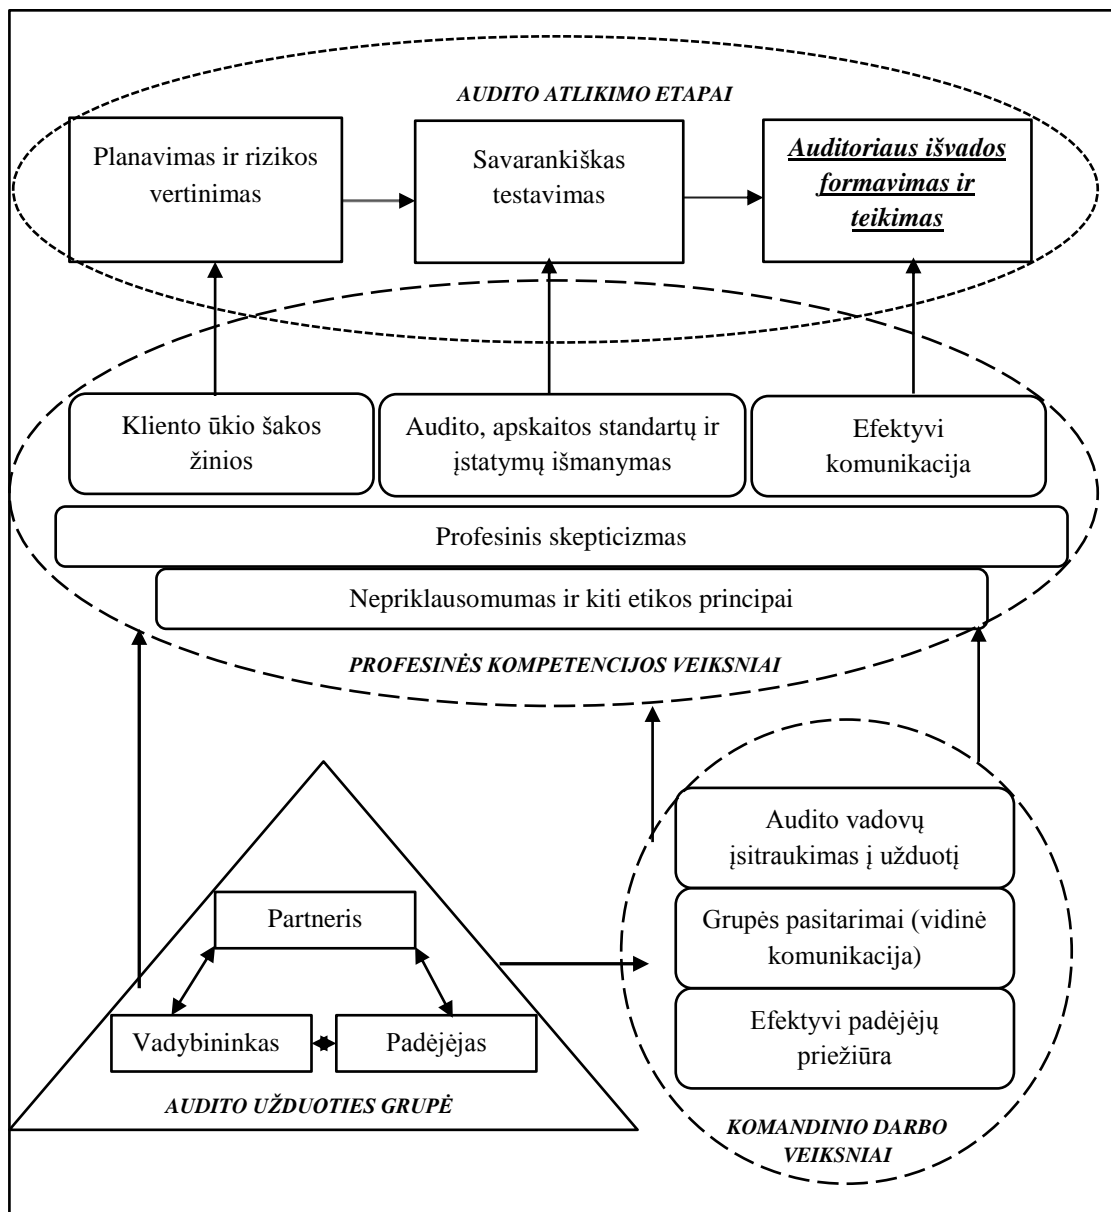 AUDITO ATLIKIMO ETAPAI
Planavimas ir rizikos
vertinimas
Savarankiškas
testavimas
Auditoriaus išvados
formavimas ir
teikimas
Kliento ūkio šakos
žinios
Audito, apskaitos standartų ir
įstatymų išmanymas
Efektyvi
komunikacija
Profesinis skepticizmas
Nepriklausomumas ir kiti etikos principai
PROFESINĖS KOMPETENCIJOS VEIKSNIAI
Partneris
Vadybininkas
Padėjėjas
AUDITO UŽDUOTIES GRUPĖ
Audito vadovų
įsitraukimas į užduotį
Grupės pasitarimai (vidinė
komunikacija)
Efektyvi padėjėjų
priežiūra
KOMANDINIO DARBO
VEIKSNIAI